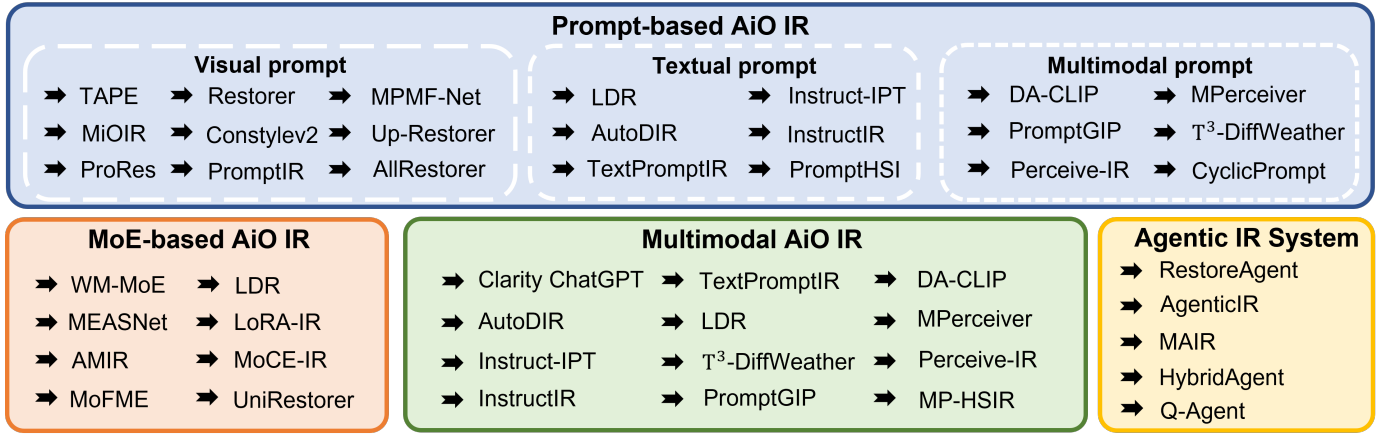 Prompt-based AiO IR
Visual prompt
TAPE Restorer MPMF-Net
MiOIR Constylev2 Up-Restorer
ProRes PromptIR AllRestorer
Textual prompt
LDR Instruct-IPT
AutoDIR InstructIR
TextPromptIR PromptHSI
Multimodal prompt
DA-CLIP MPerceiver
PromptGIP T³-DiffWeather
Perceive-IR CyclicPrompt
MoE-based AiO IR
WM-MoE LDR
MEASNet LoRA-IR
AMIR MoCE-IR
MoFME UniRestorer
Multimodal AiO IR
Clarity ChatGPT TextPromptIR DA-CLIP
AutoDIR LDR MPerceiver
Instruct-IPT T³-DiffWeather Perceive-IR
InstructIR PromptGIP MP-HSIR
Agentic IR System
RestoreAgent
AgenticIR
MAIR
HybridAgent
Q-Agent